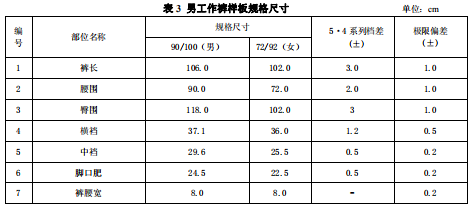 表 3 男工作裤样板规格尺寸 单位：cm
编号 部位名称 规格尺寸 5·4 系列档差（±） 极限偏差（±）
90/100（男） 72/92（女）
1 裤长 106.0 102.0 3.0 1.0
2 腰围 90.0 72.0 2.0 1.0
3 臀围 118.0 102.0 3 1.0
4 横裆 37.1 36.0 1.2 0.5
5 中裆 29.6 25.5 0.5 0.2
6 脚口肥 24.5 22.5 0.5 0.2
7 裤腰宽 8.0 8.0 - 0.2